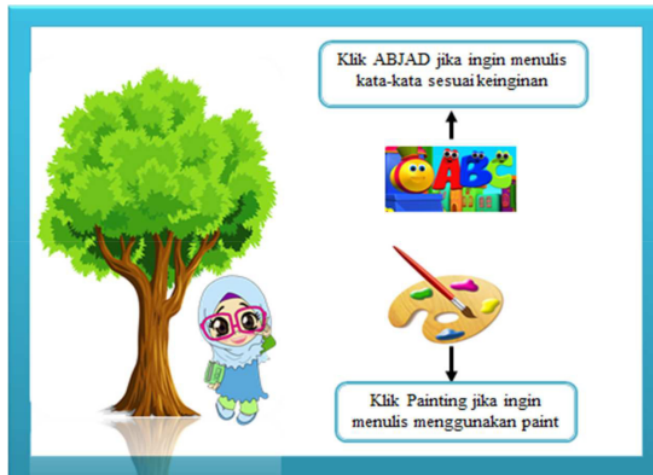 Klik ABJAD jika ingin menulis
kata-kata sesuai keinginan
ABC
Klik Painting jika ingin
menulis menggunakan paint